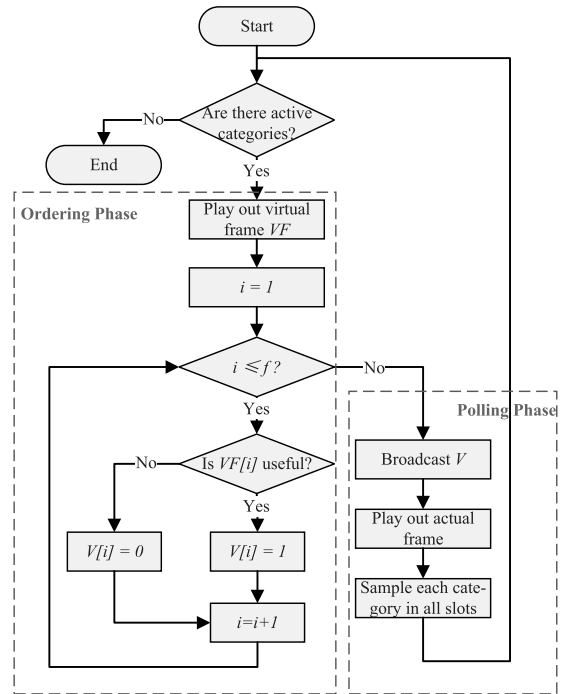 Start
Are there active
categories?
No
End
Yes
Ordering Phase
Play out virtual
frame VF
i = 1
i ⩽ f ?
No
Yes
Polling Phase
Is VF[i] useful?
No
Yes
Broadcast V
V[i] = 0
V[i] = 1
Play out actual
frame
i=i+1
Sample each cate-
gory in all slots